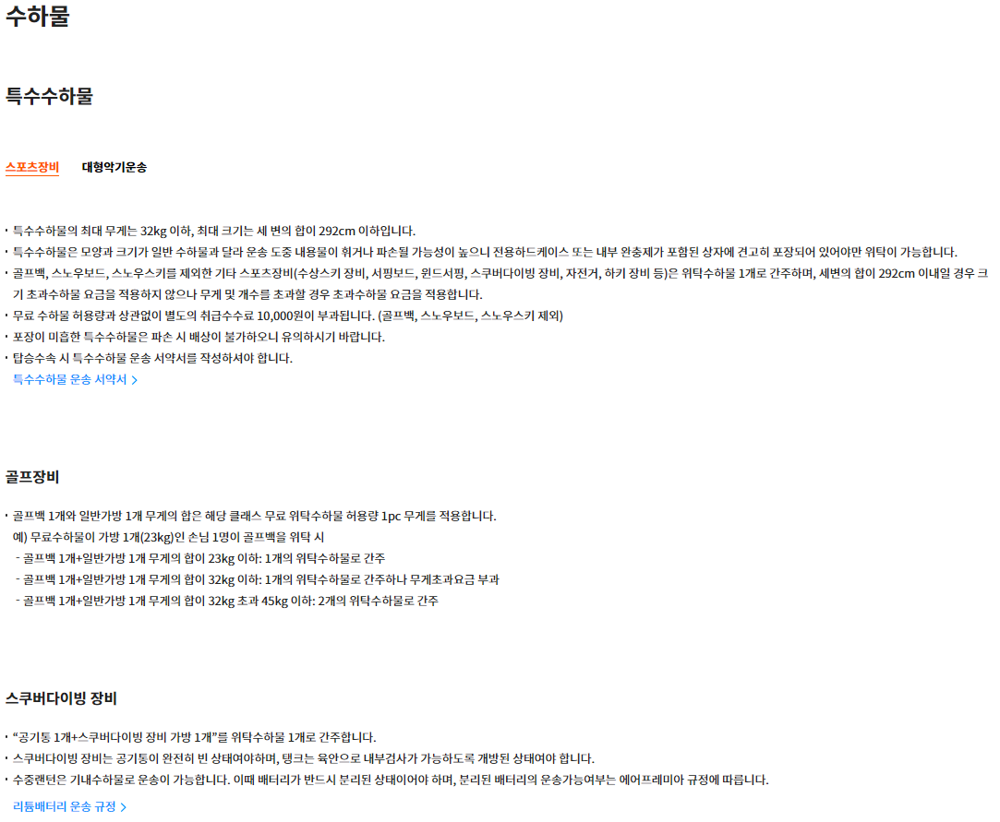 수하물
특수수하물
스포츠장비 대형악기운송
· 특수수하물의 최대 무게는 32kg 이하, 최대 크기는 세 변의 합이 292cm 이하입니다.
· 특수수하물은 모양과 크기가 일반 수하물과 달라 운송 도중 내용물이 휘거나 파손될 가능성이 높으니 전용하드케이스 또는 내부 완충제가 포함된 상자에 견고히 포장되어 있어야만 위탁이 가능합니다.
· 골프백, 스노우보드, 스노우스키를 제외한 기타 스포츠장비(수상스키 장비, 서핑보드, 윈드서핑, 스쿠버다이빙 장비, 자전거, 하키 장비 등)은 위탁수하물 1개로 간주하며, 세변의 합이 292cm 이내일 경우 크
기 초과수하물 요금을 적용하지 않으나 무게 및 개수를 초과할 경우 초과수하물 요금을 적용합니다.
· 무료 수하물 허용량과 상관없이 별도의 취급수수료 10,000원이 부과됩니다. (골프백, 스노우보드, 스노우스키 제외)
· 포장이 미흡한 특수수하물은 파손 시 배상이 불가하오니 유의하시기 바랍니다.
· 탑승수속 시 특수수하물 운송 서약서를 작성하셔야 합니다.
특수수하물 운송 서약서 >
골프장비
· 골프백 1개와 일반가방 1개 무게의 합은 해당 클래스 무료 위탁수하물 허용량 1pc 무게를 적용합니다.
예) 무료수하물이 가방 1개(23kg)인 손님 1명이 골프백을 위탁 시
- 골프백 1개+일반가방 1개 무게의 합이 23kg 이하: 1개의 위탁수하물로 간주
- 골프백 1개+일반가방 1개 무게의 합이 32kg 이하: 1개의 위탁수하물로 간주하나 무게초과요금 부과
- 골프백 1개+일반가방 1개 무게의 합이 32kg 초과 45kg 이하: 2개의 위탁수하물로 간주
스쿠버다이빙 장비
· “공기통 1개+스쿠버다이빙 장비 가방 1개”를 위탁수하물 1개로 간주합니다.
· 스쿠버다이빙 장비는 공기통이 완전히 빈 상태여야하며, 탱크는 육안으로 내부검사가 가능하도록 개방된 상태여야 합니다.
· 수중랜턴은 기내수하물로 운송이 가능합니다. 이때 배터리가 반드시 분리된 상태이어야 하며, 분리된 배터리의 운송가능여부는 에어프레미아 규정에 따릅니다.
리튬배터리 운송 규정 >